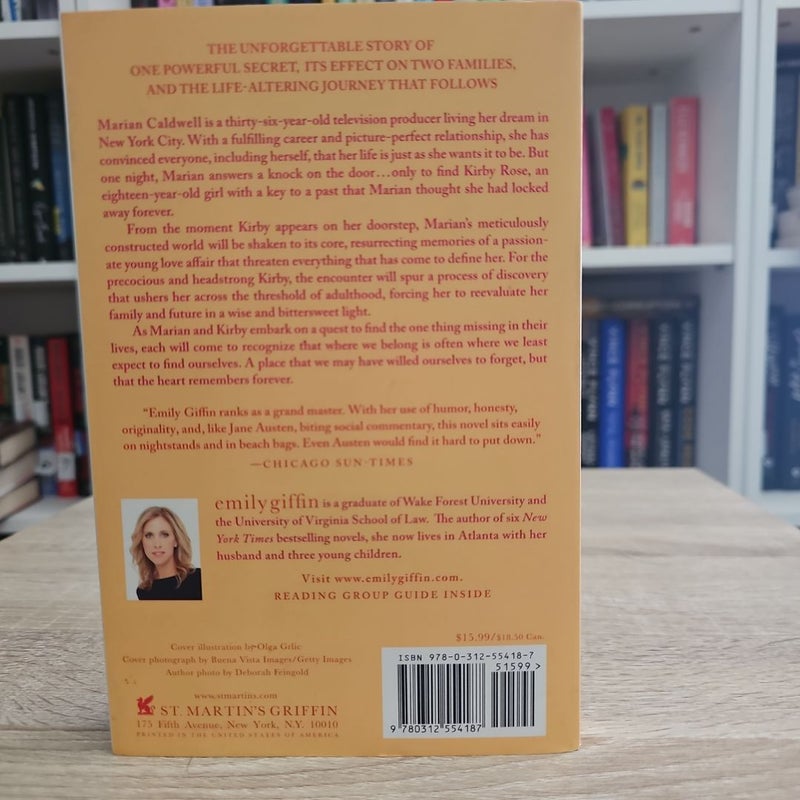 THE UNFORGETTABLE STORY OF
ONE POWERFUL SECRET, ITS EFFECT ON TWO FAMILIES,
AND THE LIFE-ALTERING JOURNEY THAT FOLLOWS
Marian Caldwell is a thirty-six-year-old television producer living her dream in
New York City. With a fulfilling career and picture-perfect relationship, she has
convinced everyone, including herself, that her life is just as she wants it to be. But
one night, Marian answers a knock on the door…only to find Kirby Rose, an
eighteen-year-old girl with a key to a past that Marian thought she had locked
away forever.
From the moment Kirby appears on her doorstep, Marian's meticulously
constructed world will be shaken to its core, resurrecting memories of a passion-
ate young love affair that threaten everything that has come to define her. For the
precocious and headstrong Kirby, the encounter will spur a process of discovery
that ushers her across the threshold of adulthood, forcing her to reevaluate her
family and future in a wise and bittersweet light.
As Marian and Kirby embark on a quest to find the one thing missing in their
lives, each will come to recognize that where we belong is often where we least
expect to find ourselves. A place that we may have willed ourselves to forget, but
that the heart remembers forever.
"Emily Giffin ranks as a grand master. With her use of humor, honesty,
originality, and, like Jane Austen, biting social commentary, this novel sits easily
on nightstands and in beach bags. Even Austen would find it hard to put down."
—CHICAGO SUN-TIMES
emilygiffin is a graduate of Wake Forest University and
the University of Virginia School of Law. The author of six New
York Times bestselling novels, she now lives in Atlanta with her
husband and three young children.
Visit www.emilygiffin.com.
READING GROUP GUIDE INSIDE
$15.99/$18.50 Can.
Cover illustration by Olga Grlic
Cover photograph by Buena Vista Images/Getty Images
Author photo by Deborah Feingold
www.stmartins.com
ST. MARTIN'S GRIFFIN
175 Fifth Avenue, New York, N.Y. 10010
PRINTED IN THE UNITED STATES OF AMERICA
ISBN 978-0-312-55418-7
51599 >
9 780312 554187